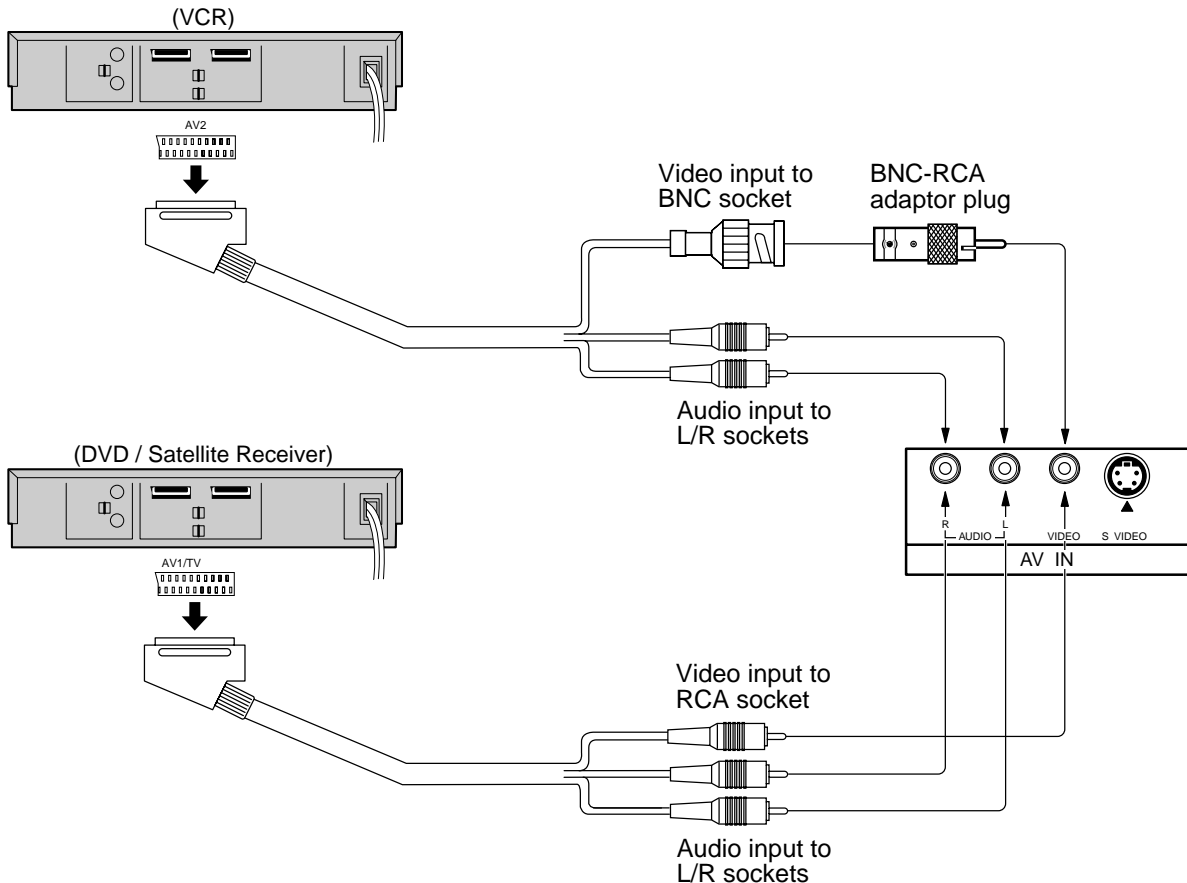 (VCR)
AV2
Video input to
BNC socket
BNC-RCA
adaptor plug
Audio input to
L/R sockets
(DVD / Satellite Receiver)
AV1/TV
R
AUDIO
L
VIDEO
S VIDEO
AV IN
Video input to
RCA socket
Audio input to
L/R sockets